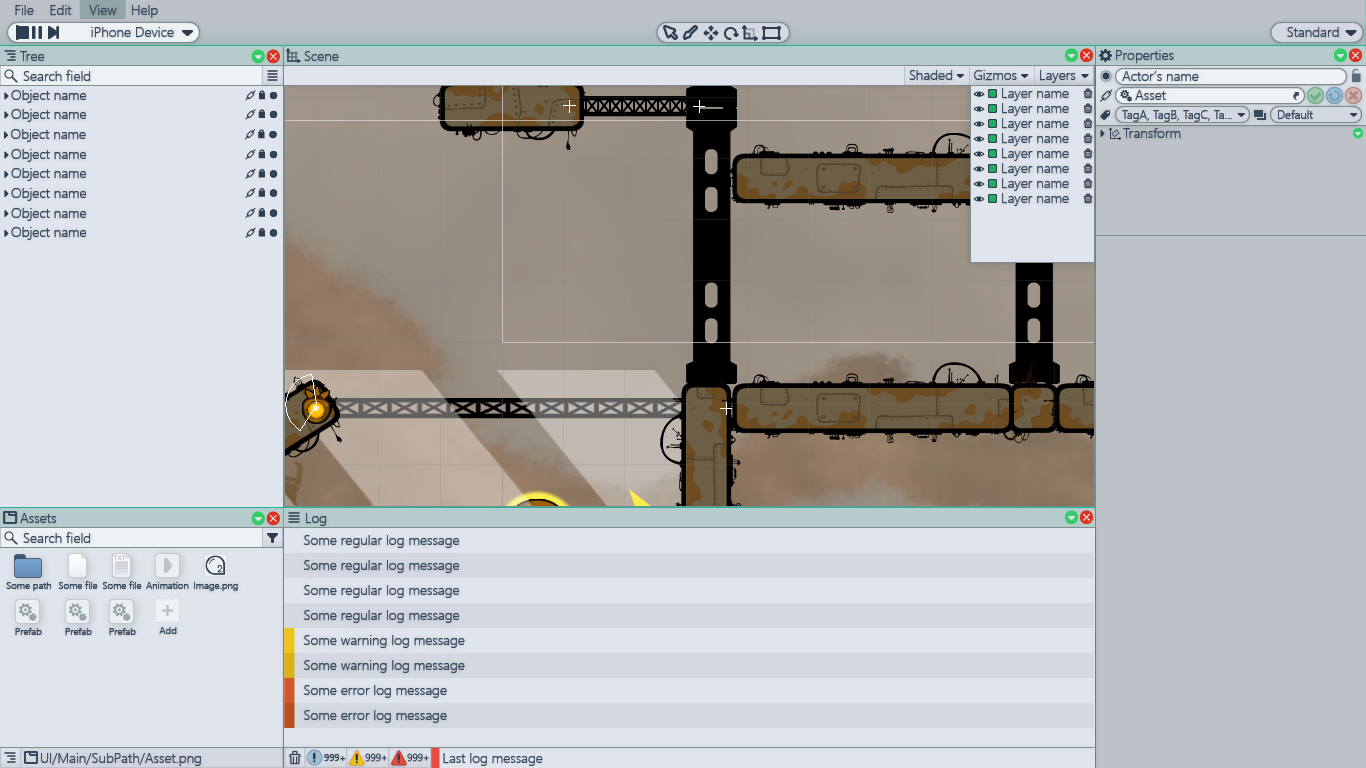 File Edit View Help
iPhone Device
Standard
Tree
Search field
Object name
Object name
Object name
Object name
Object name
Object name
Object name
Object name
Scene
Shaded Gizmos Layers
Layer name
Layer name
Layer name
Layer name
Layer name
Layer name
Layer name
Layer name
Properties
Actor's name
Asset
TagA, TagB, TagC, Ta... Default
Transform
Assets
Search field
Some path Some file Some file Animation Image.png
Prefab Prefab Prefab Add
UI/Main/SubPath/Asset.png
Log
Some regular log message
Some regular log message
Some regular log message
Some regular log message
Some warning log message
Some warning log message
Some error log message
Some error log message
999+ 999+ 999+ Last log message